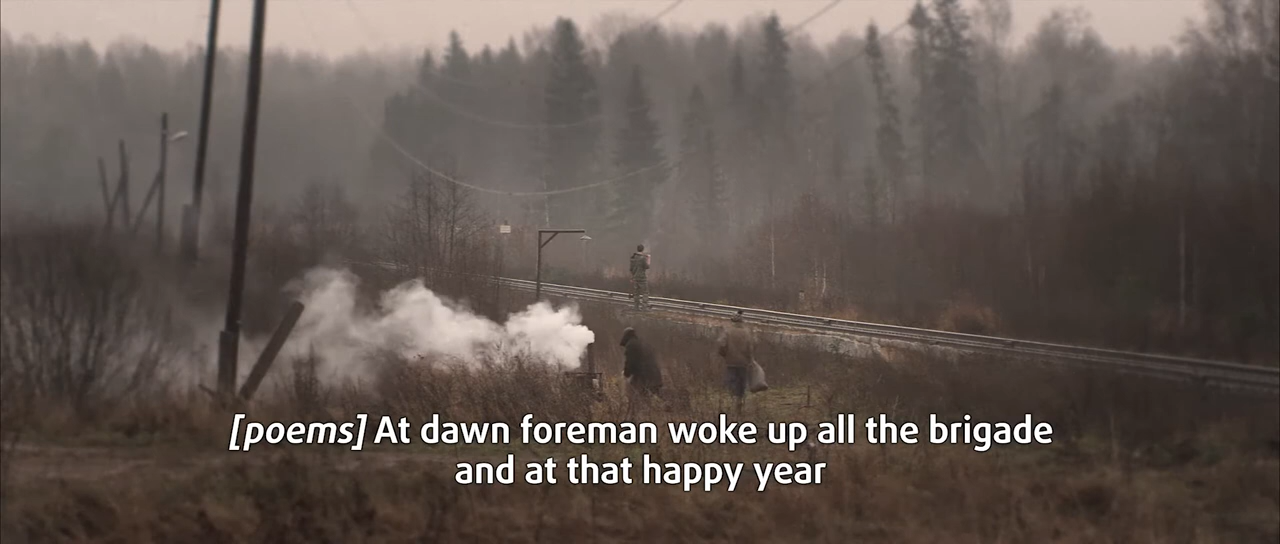 [poems] At dawn foreman woke up all the brigade
and at that happy year